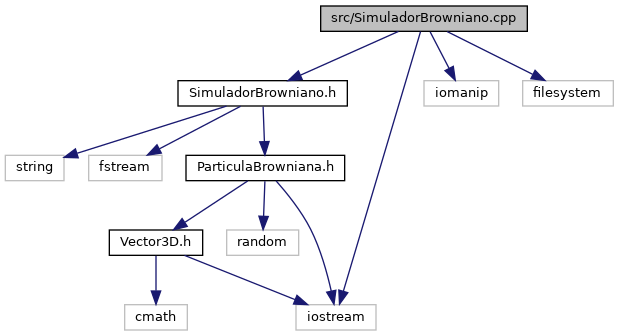 src/SimuladorBrowniano.cpp
SimuladorBrowniano.h
iomanip
filesystem
string
fstream
ParticulaBrowniana.h
Vector3D.h
random
cmath
iostream